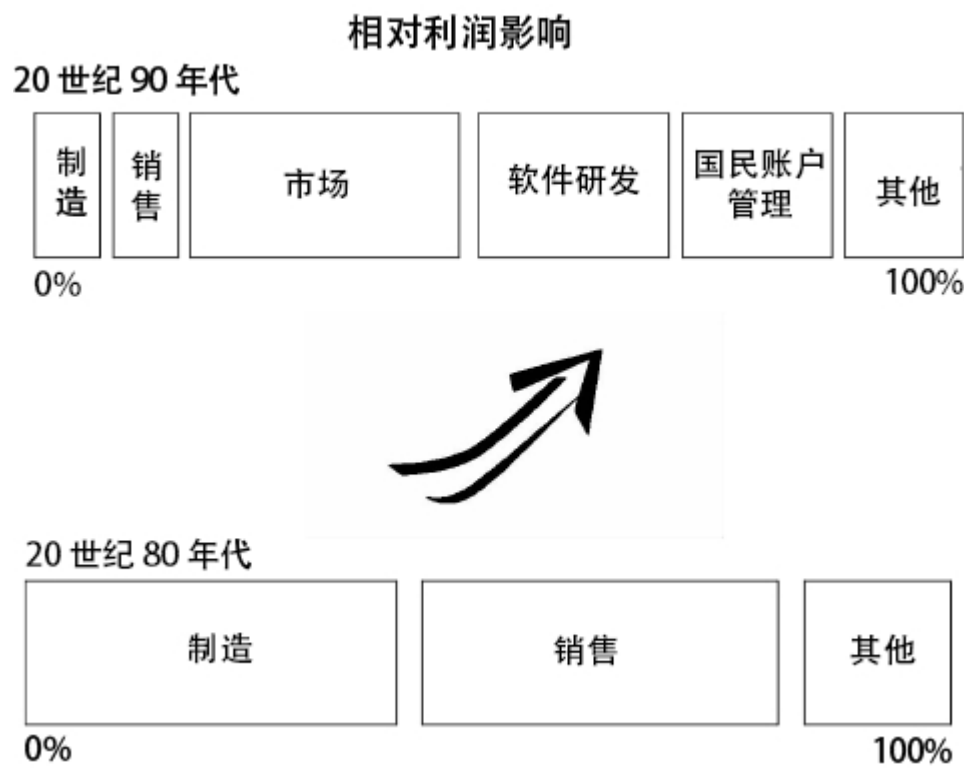 相对利润影响
20 世纪 90 年代
制造
销售
市场
软件研发
国民账户
管理
其他
0%
100%
20 世纪 80 年代
制造
销售
其他
0%
100%